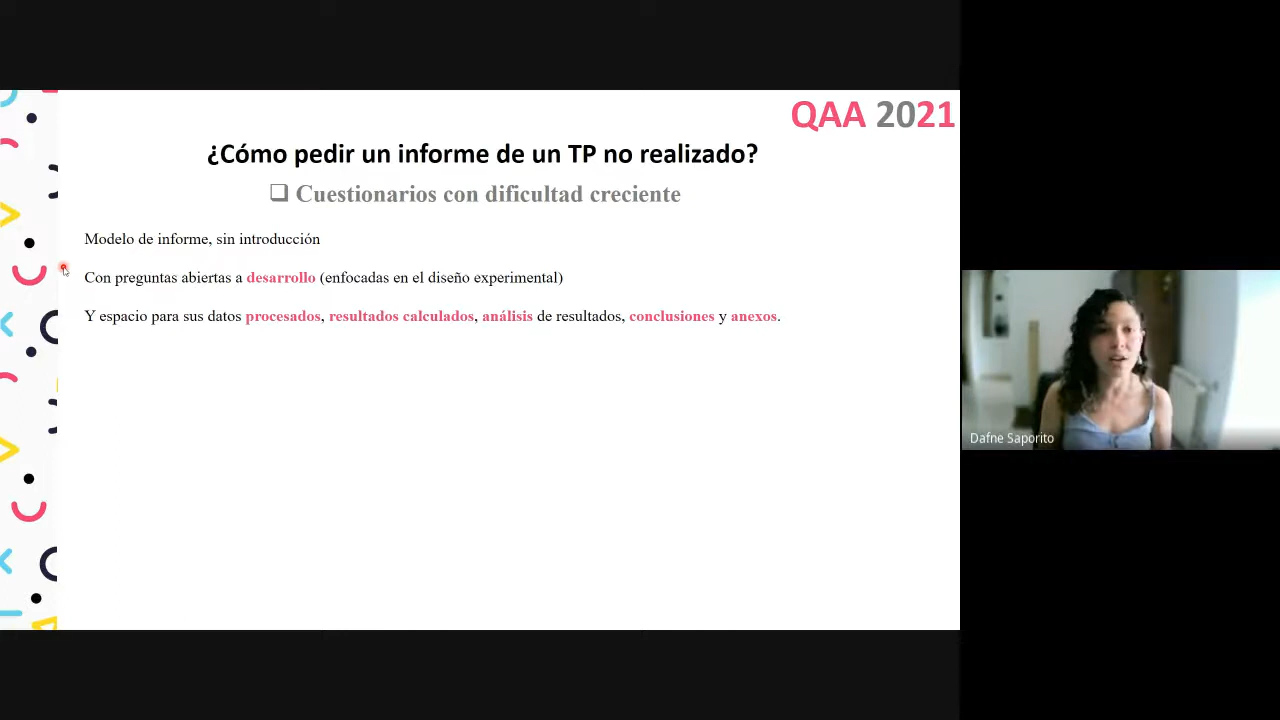 QAA 2021
¿Cómo pedir un informe de un TP no realizado?
❑ Cuestionarios con dificultad creciente
Modelo de informe, sin introducción
Con preguntas abiertas a desarrollo (enfocadas en el diseño experimental)
Y espacio para sus datos procesados, resultados calculados, análisis de resultados, conclusiones y anexos.
Dafne Saporito